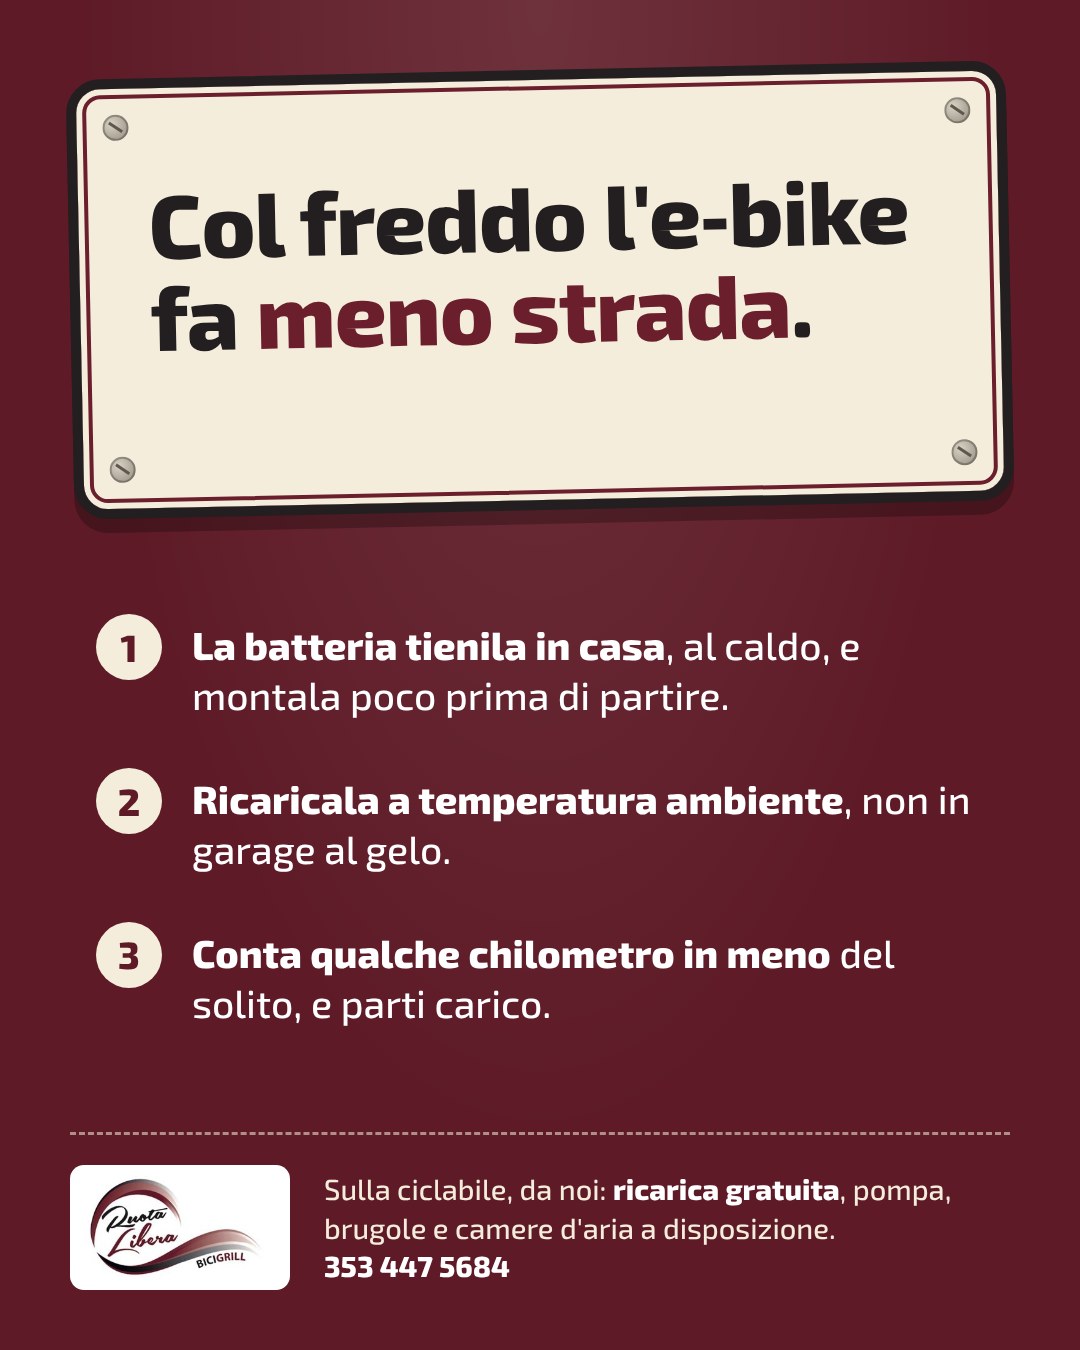 Col freddo l'e-bike
fa meno strada.
1
La batteria tienila in casa, al caldo, e
montala poco prima di partire.
2
Ricaricala a temperatura ambiente, non in
garage al gelo.
3
Conta qualche chilometro in meno del
solito, e parti carico.
Ruota
Libera
BICIGRILL
Sulla ciclabile, da noi: ricarica gratuita, pompa,
brugole e camere d'aria a disposizione.
353 447 5684